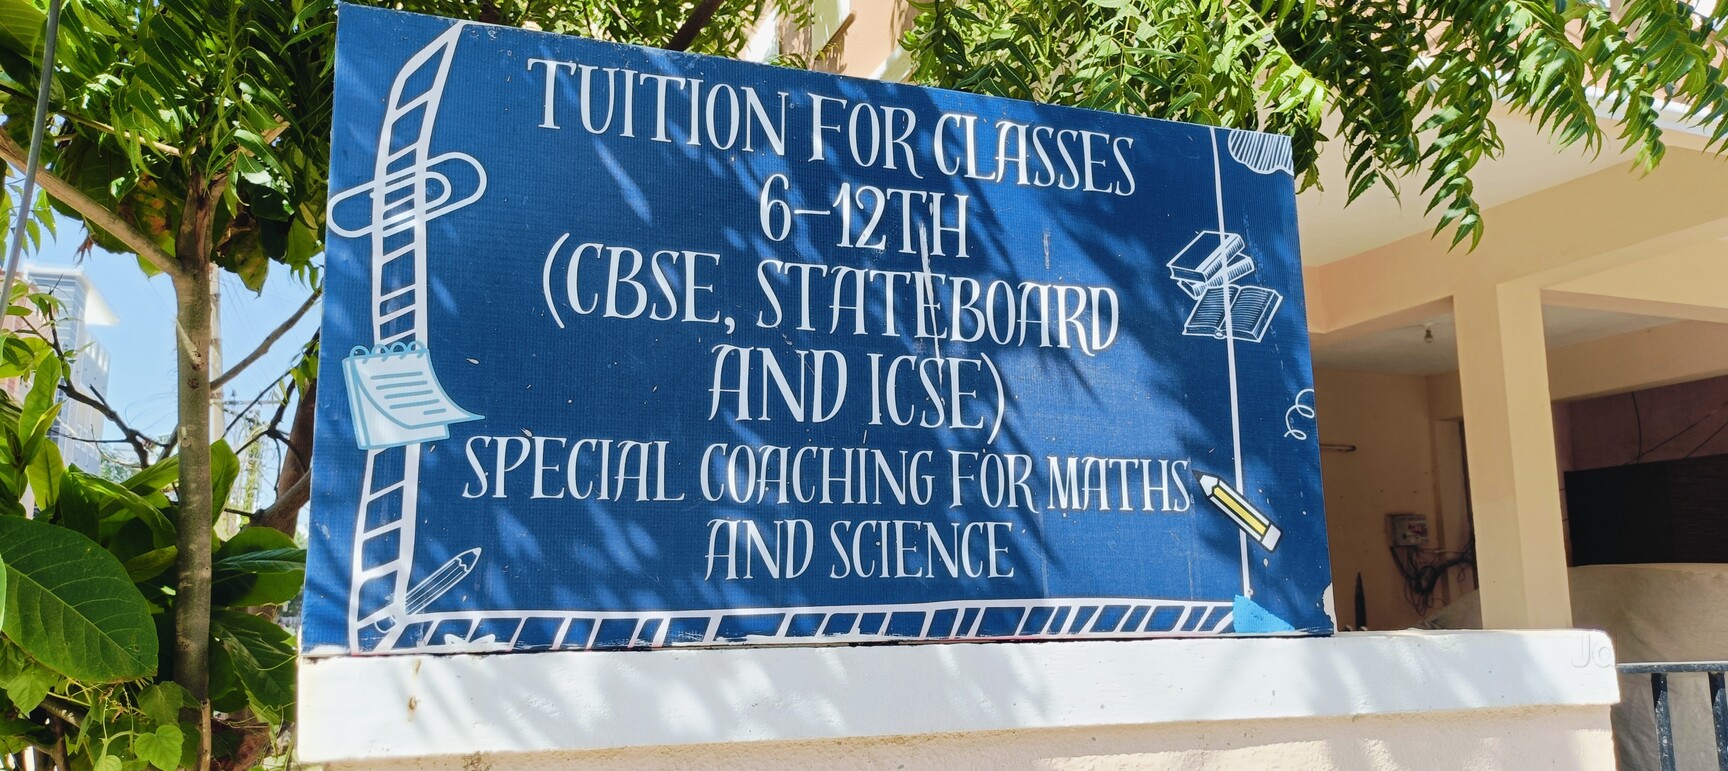 TUITION FOR CLASSES
6-12TH
(CBSE, STATEBOARD
AND ICSE)
SPECIAL COACHING FOR MATHS
AND SCIENCE